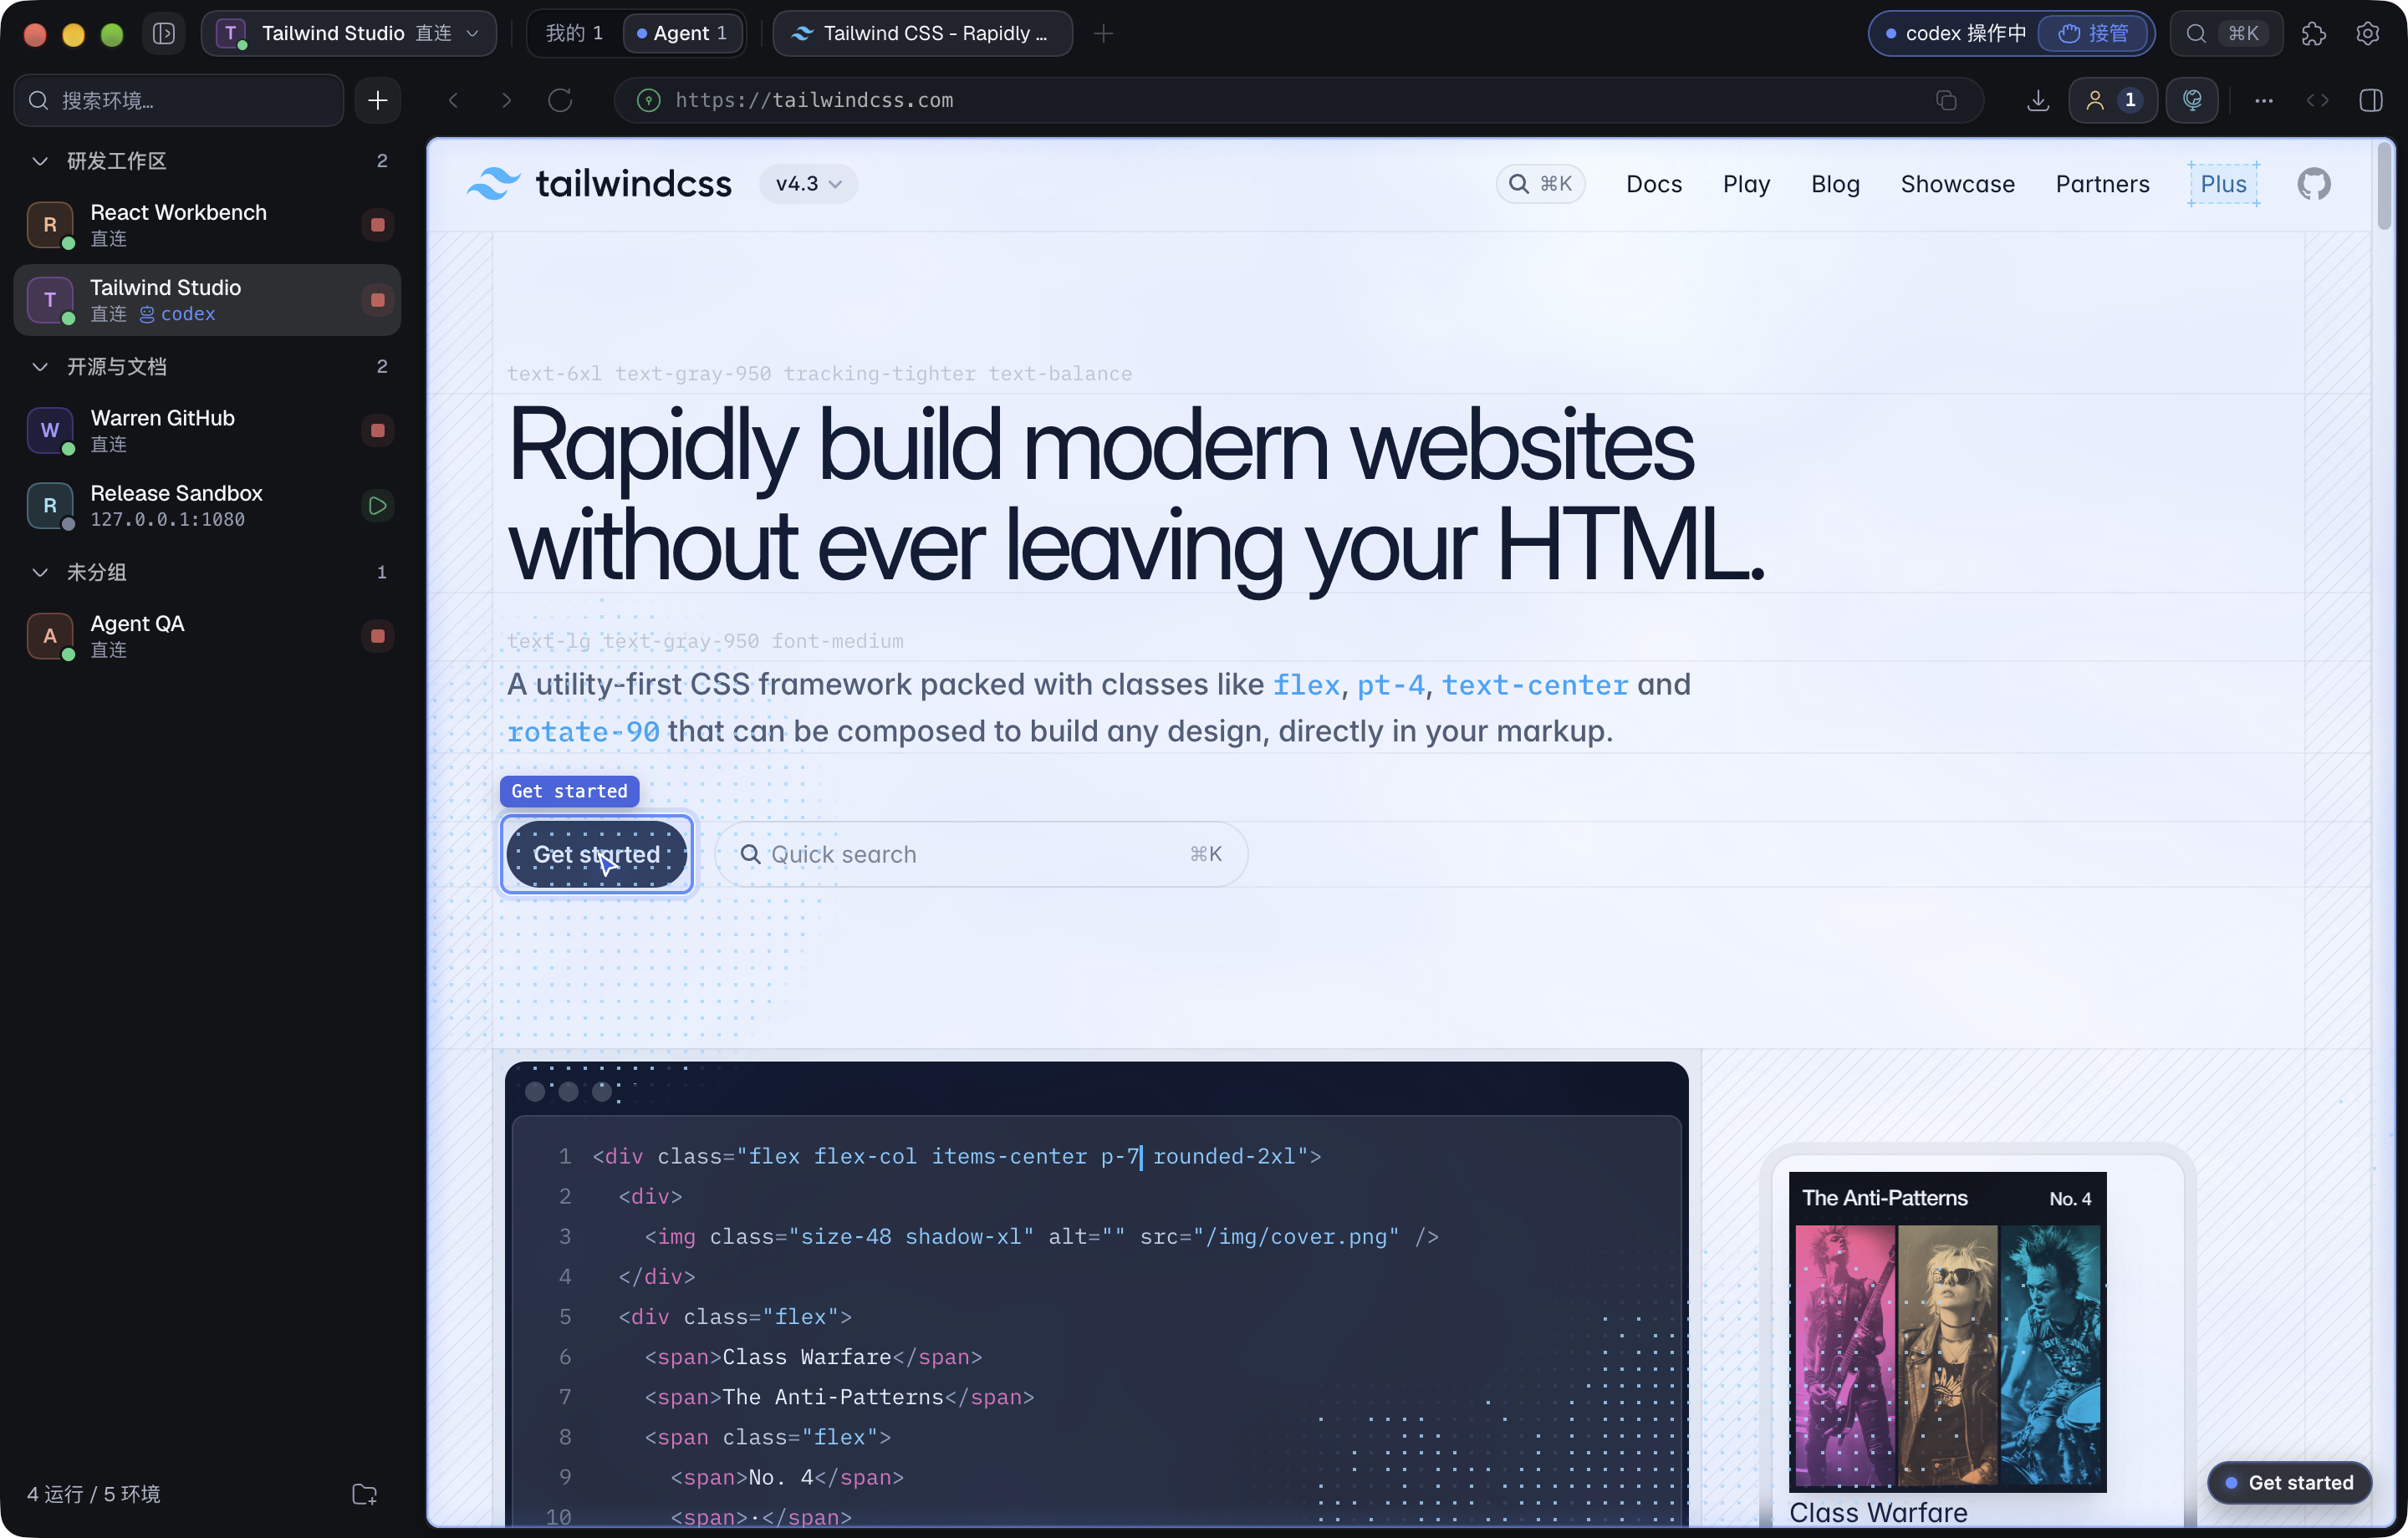 T Tailwind Studio 直连
我的 1
Agent 1
Tailwind CSS - Rapidly ...
codex 操作中 接管
⌘K
搜索环境...
https://tailwindcss.com
1
研发工作区 2
R React Workbench
直连
T Tailwind Studio
直连 codex
开源与文档 2
W Warren GitHub
直连
R Release Sandbox
127.0.0.1:1080
未分组 1
A Agent QA
直连
4 运行 / 5 环境
tailwindcss v4.3
⌘K Docs Play Blog Showcase Partners Plus
text-6xl text-gray-950 tracking-tighter text-balance
Rapidly build modern websites
without ever leaving your HTML.
text-lg text-gray-950 font-medium
A utility-first CSS framework packed with classes like flex, pt-4, text-center and
rotate-90 that can be composed to build any design, directly in your markup.
Get started
Get started
Quick search ⌘K
1 <div class="flex flex-col items-center p-7 rounded-2xl">
2 <div>
3 <img class="size-48 shadow-xl" alt="" src="/img/cover.png" />
4 </div>
5 <div class="flex">
6 <span>Class Warfare</span>
7 <span>The Anti-Patterns</span>
8 <span class="flex">
9 <span>No. 4</span>
10 <span>·</span>
The Anti-Patterns No. 4
Class Warfare
Get started